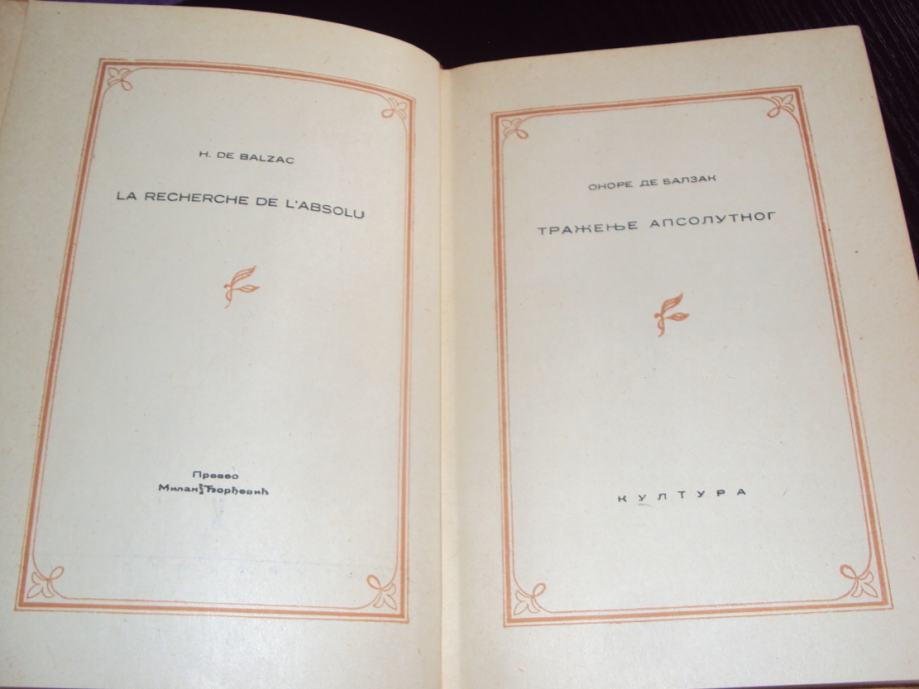 H. DE BALZAC
LA RECHERCHE DE L'ABSOLU
Превео
Милан Ђорђевић
ОНОРЕ ДЕ БАЛЗАК
ТРАЖЕЊЕ АПСОЛУТНОГ
КУЛТУРА